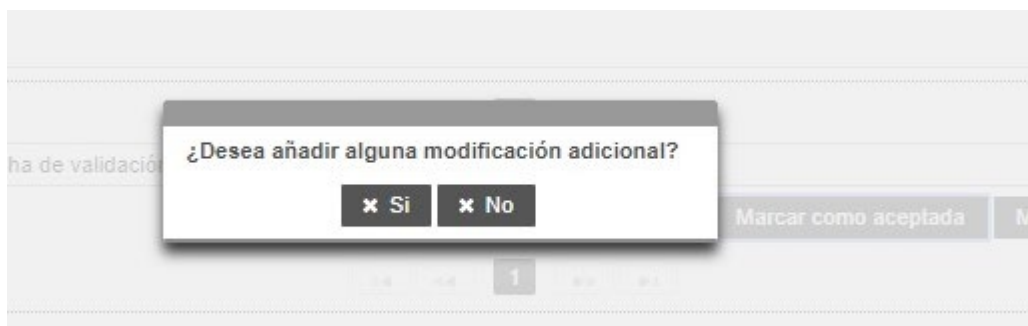 ¿Desea añadir alguna modificación adicional?
ha de validación
Si No
Marcar como aceptada M
1